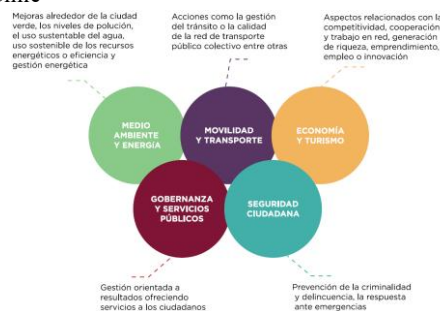 Mejoras alrededor de la ciudad
verde, los niveles de polución,
el uso sustentable del agua,
uso sostenible de los recursos
energéticos o eficiencia y
gestión energética
Acciones como la gestión
del tránsito o la calidad
de la red de transporte
público colectivo entre otras
Aspectos relacionados con la
competitividad, cooperación
y trabajo en red, generación
de riqueza, emprendimiento,
empleo o innovación
MEDIO
AMBIENTE
Y ENERGÍA
MOVILIDAD
Y TRANSPORTE
ECONOMÍA
Y TURISMO
GOBERNANZA
Y SERVICIOS
PÚBLICOS
SEGURIDAD
CIUDADANA
Gestión orientada a
resultados ofreciendo
servicios a los ciudadanos
Prevención de la criminalidad
y delincuencia, la respuesta
ante emergencias